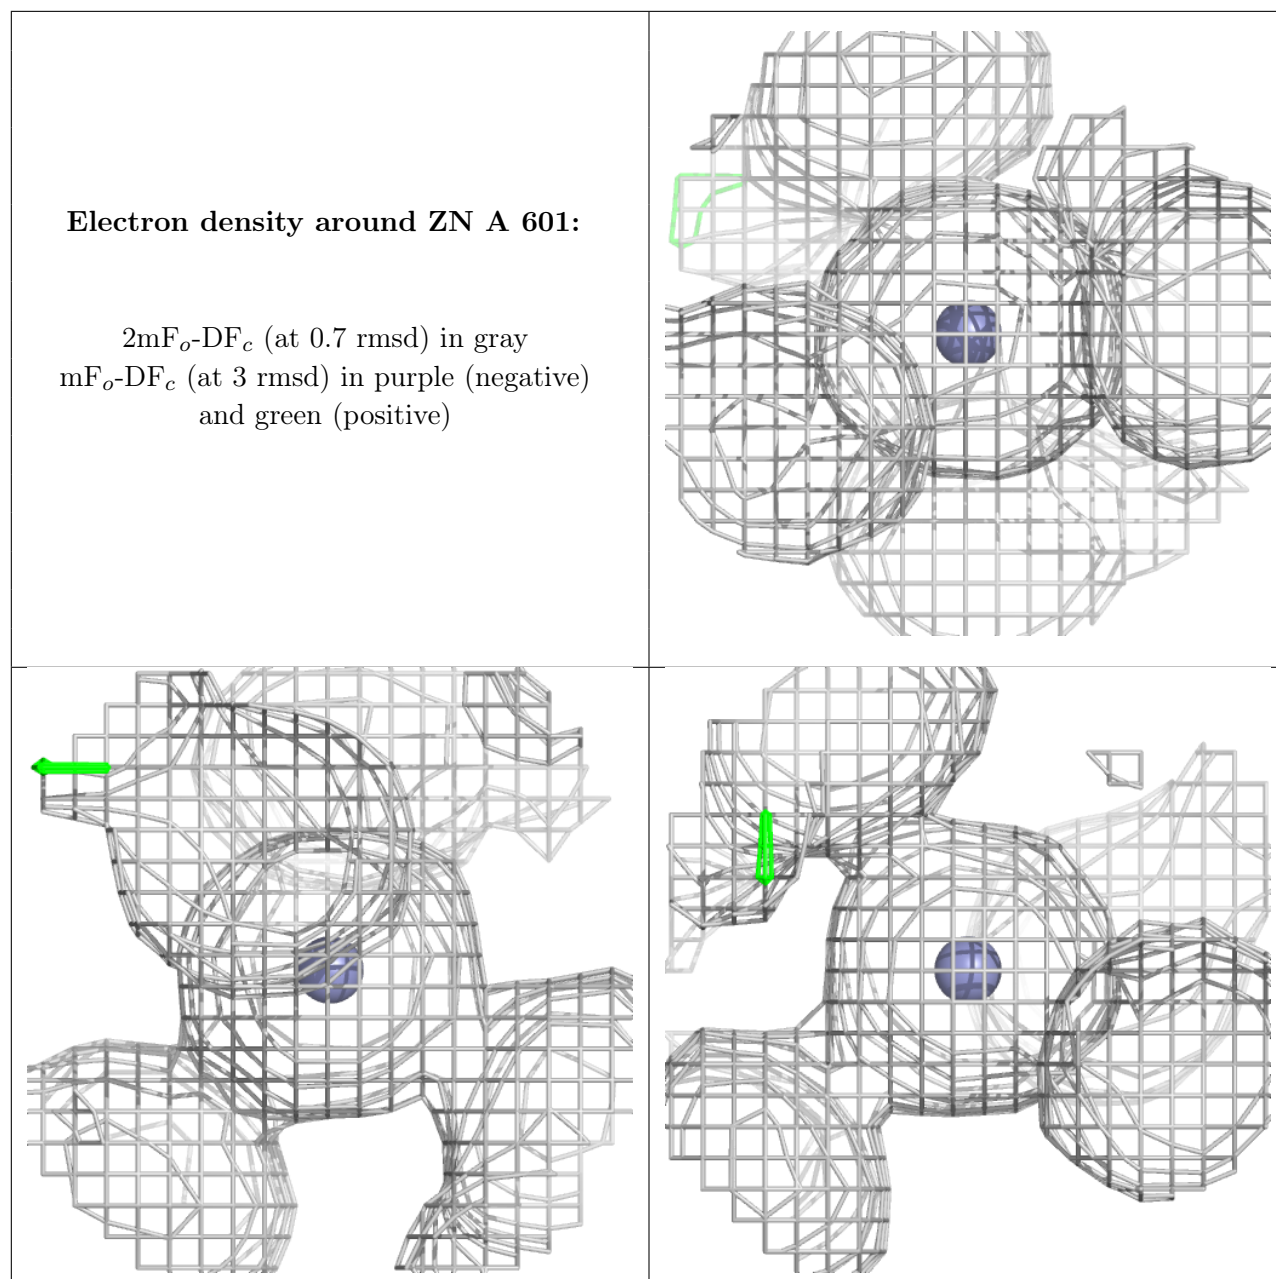 Electron density around ZN A 601:
2mFo-DFc (at 0.7 rmsd) in gray
mFo-DFc (at 3 rmsd) in purple (negative)
and green (positive)